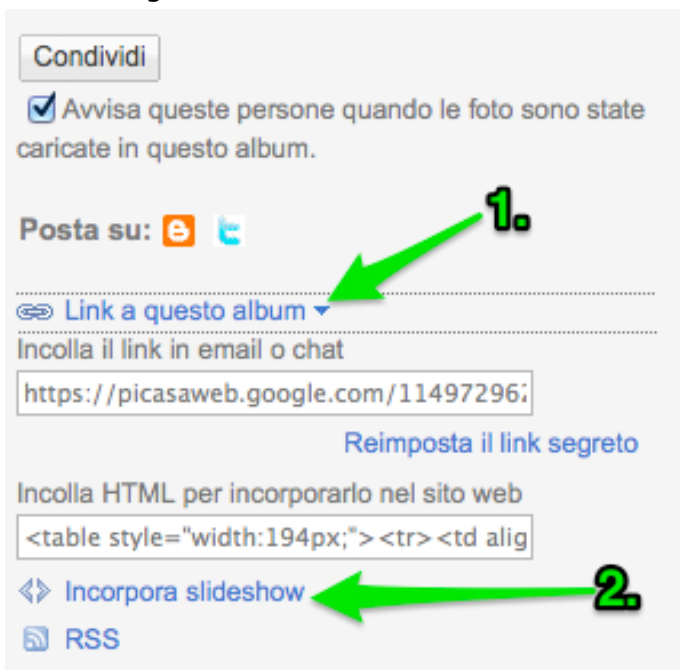 Condividi
Avvisa queste persone quando le foto sono state
caricate in questo album.
1.
Posta su:
Link a questo album
Incolla il link in email o chat
https://picasaweb.google.com/114972962
Reimposta il link segreto
Incolla HTML per incorporarlo nel sito web
<table style="width:194px;"><tr><td alig
Incorpora slideshow
2.
RSS